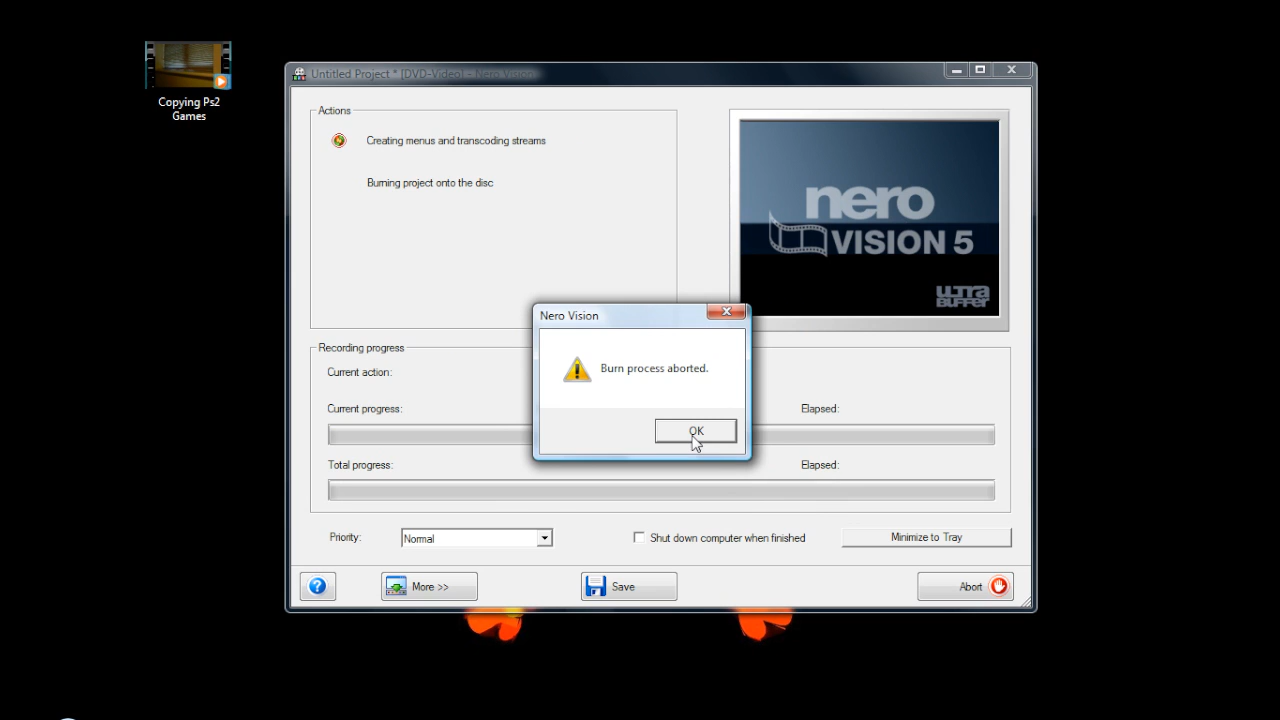 Copying Ps2
Games
Untitled Project * [DVD-Video] - Nero Vision
Actions
Creating menus and transcoding streams
Burning project onto the disc
nero
VISION 5
ULTRA
BUFFER
Nero Vision
Burn process aborted.
OK
Recording progress
Current action:
Current progress:
Elapsed:
Total progress:
Elapsed:
Priority:
Normal
Shut down computer when finished
Minimize to Tray
More >>
Save
Abort